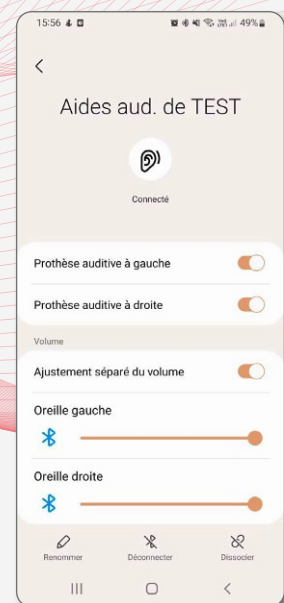 15:56
49%
Aides aud. de TEST
Connecté
Prothèse auditive à gauche
Prothèse auditive à droite
Volume
Ajustement séparé du volume
Oreille gauche
Oreille droite
Renommer
Déconnecter
Dissocier